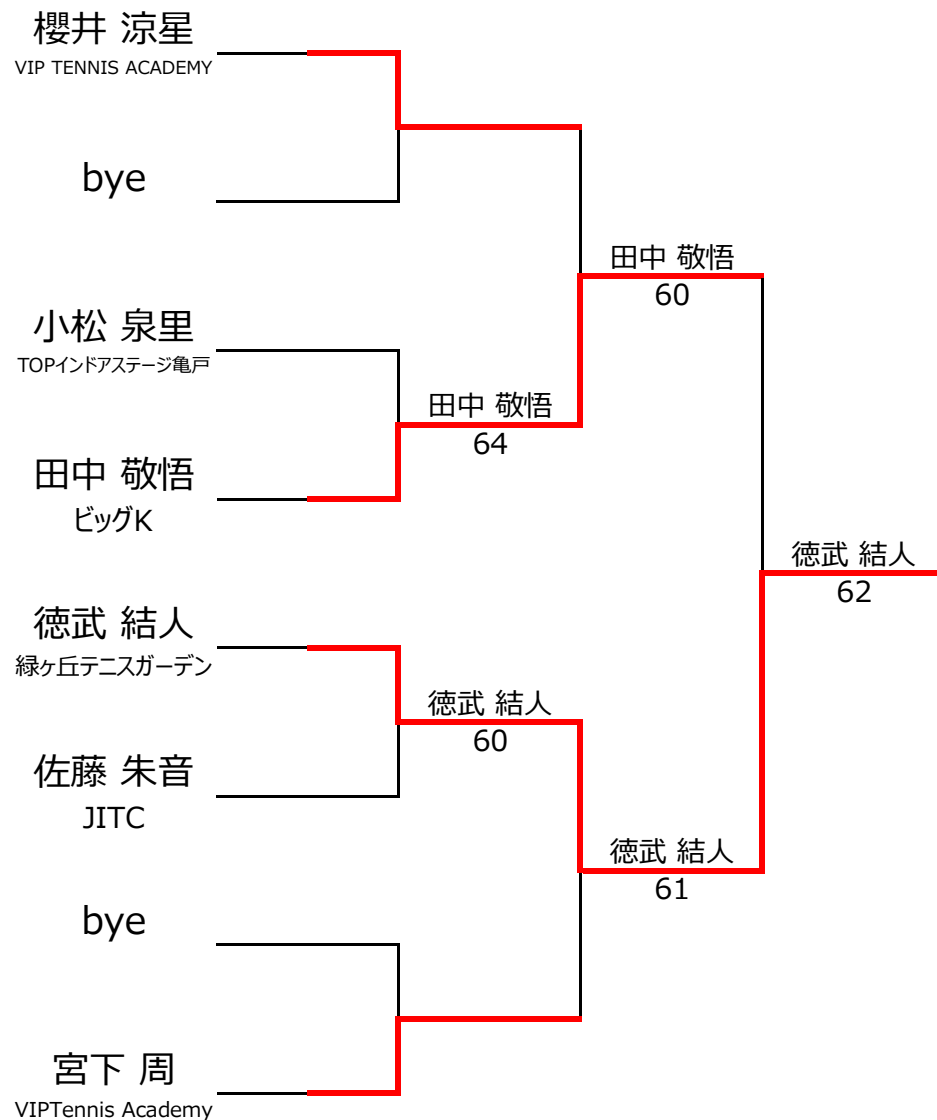 櫻井 涼星
VIP TENNIS ACADEMY
bye
小松 泉里
TOPインドアステージ亀戸
田中 敬悟
ビッグK
徳武 結人
緑ヶ丘テニスガーデン
佐藤 朱音
JITC
bye
宮下 周
VIPTennis Academy
田中 敬悟
64
徳武 結人
60
田中 敬悟
60
徳武 結人
61
徳武 結人
62